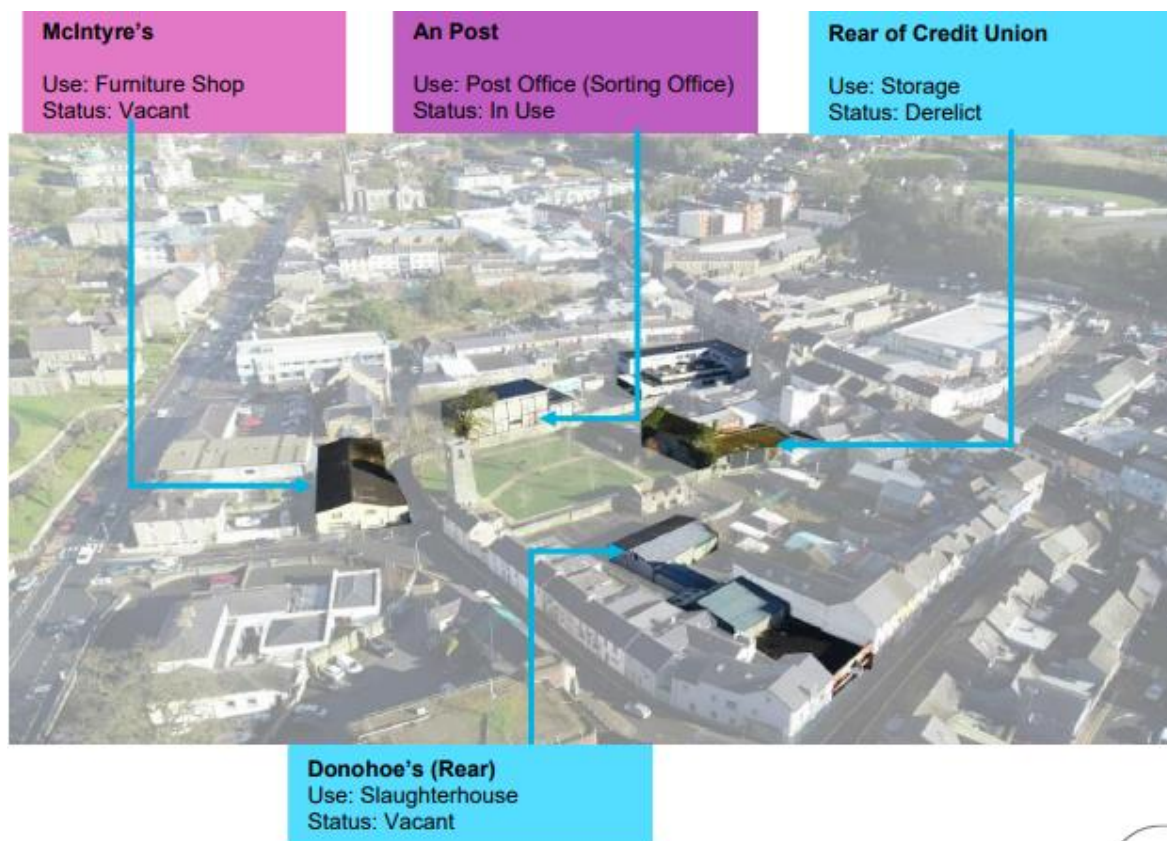 McIntyre's
Use: Furniture Shop
Status: Vacant
An Post
Use: Post Office (Sorting Office)
Status: In Use
Rear of Credit Union
Use: Storage
Status: Derelict
Donohoe's (Rear)
Use: Slaughterhouse
Status: Vacant